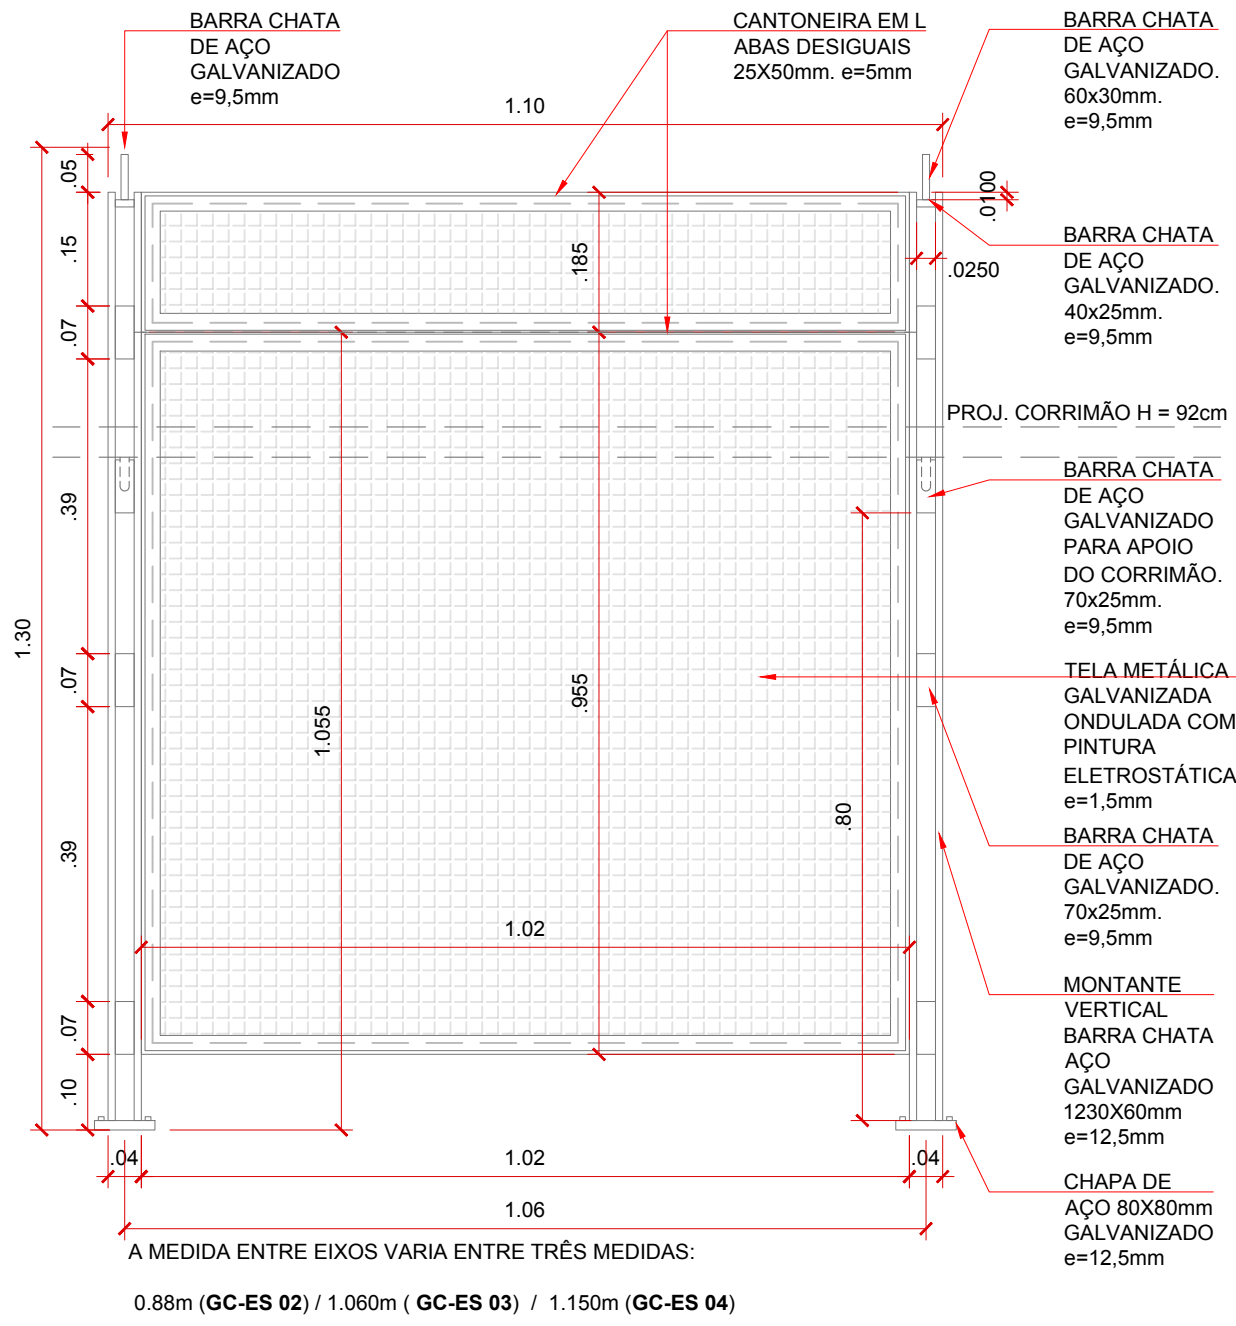 BARRA CHATA
DE AÇO
GALVANIZADO
e=9,5mm
CANTONEIRA EM L
ABAS DESIGUAIS
25X50mm. e=5mm
BARRA CHATA
DE AÇO
GALVANIZADO.
60x30mm.
e=9,5mm
1.10
.05
.15
.07
.39
.07
.39
.07
.10
1.30
.185
.0100
.0250
BARRA CHATA
DE AÇO
GALVANIZADO.
40x25mm.
e=9,5mm
PROJ. CORRIMÃO H = 92cm
BARRA CHATA
DE AÇO
GALVANIZADO
PARA APOIO
DO CORRIMÃO.
70x25mm.
e=9,5mm
1.055
.955
.80
TELA METÁLICA
GALVANIZADA
ONDULADA COM
PINTURA
ELETROSTÁTICA
e=1,5mm
BARRA CHATA
DE AÇO
GALVANIZADO.
70x25mm.
e=9,5mm
1.02
MONTANTE
VERTICAL
BARRA CHATA
AÇO
GALVANIZADO
1230X60mm
e=12,5mm
CHAPA DE
AÇO 80X80mm
GALVANIZADO
e=12,5mm
.04
1.02
.04
1.06
A MEDIDA ENTRE EIXOS VARIA ENTRE TRÊS MEDIDAS:
0.88m (GC-ES 02) / 1.060m ( GC-ES 03) / 1.150m (GC-ES 04)